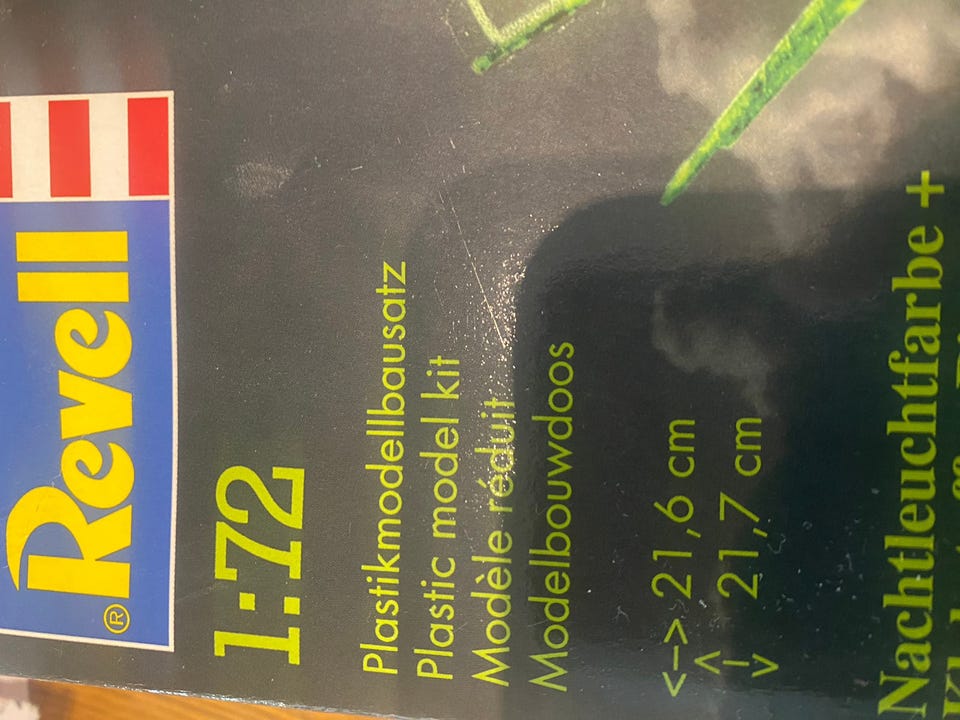 Revell
®
1:72
Plastikmodellbausatz
Plastic model kit
Modèle réduit
Modelbouwdoos
<–> 21,6 cm
<–> 21,7 cm
Nachtleuchtfarbe +